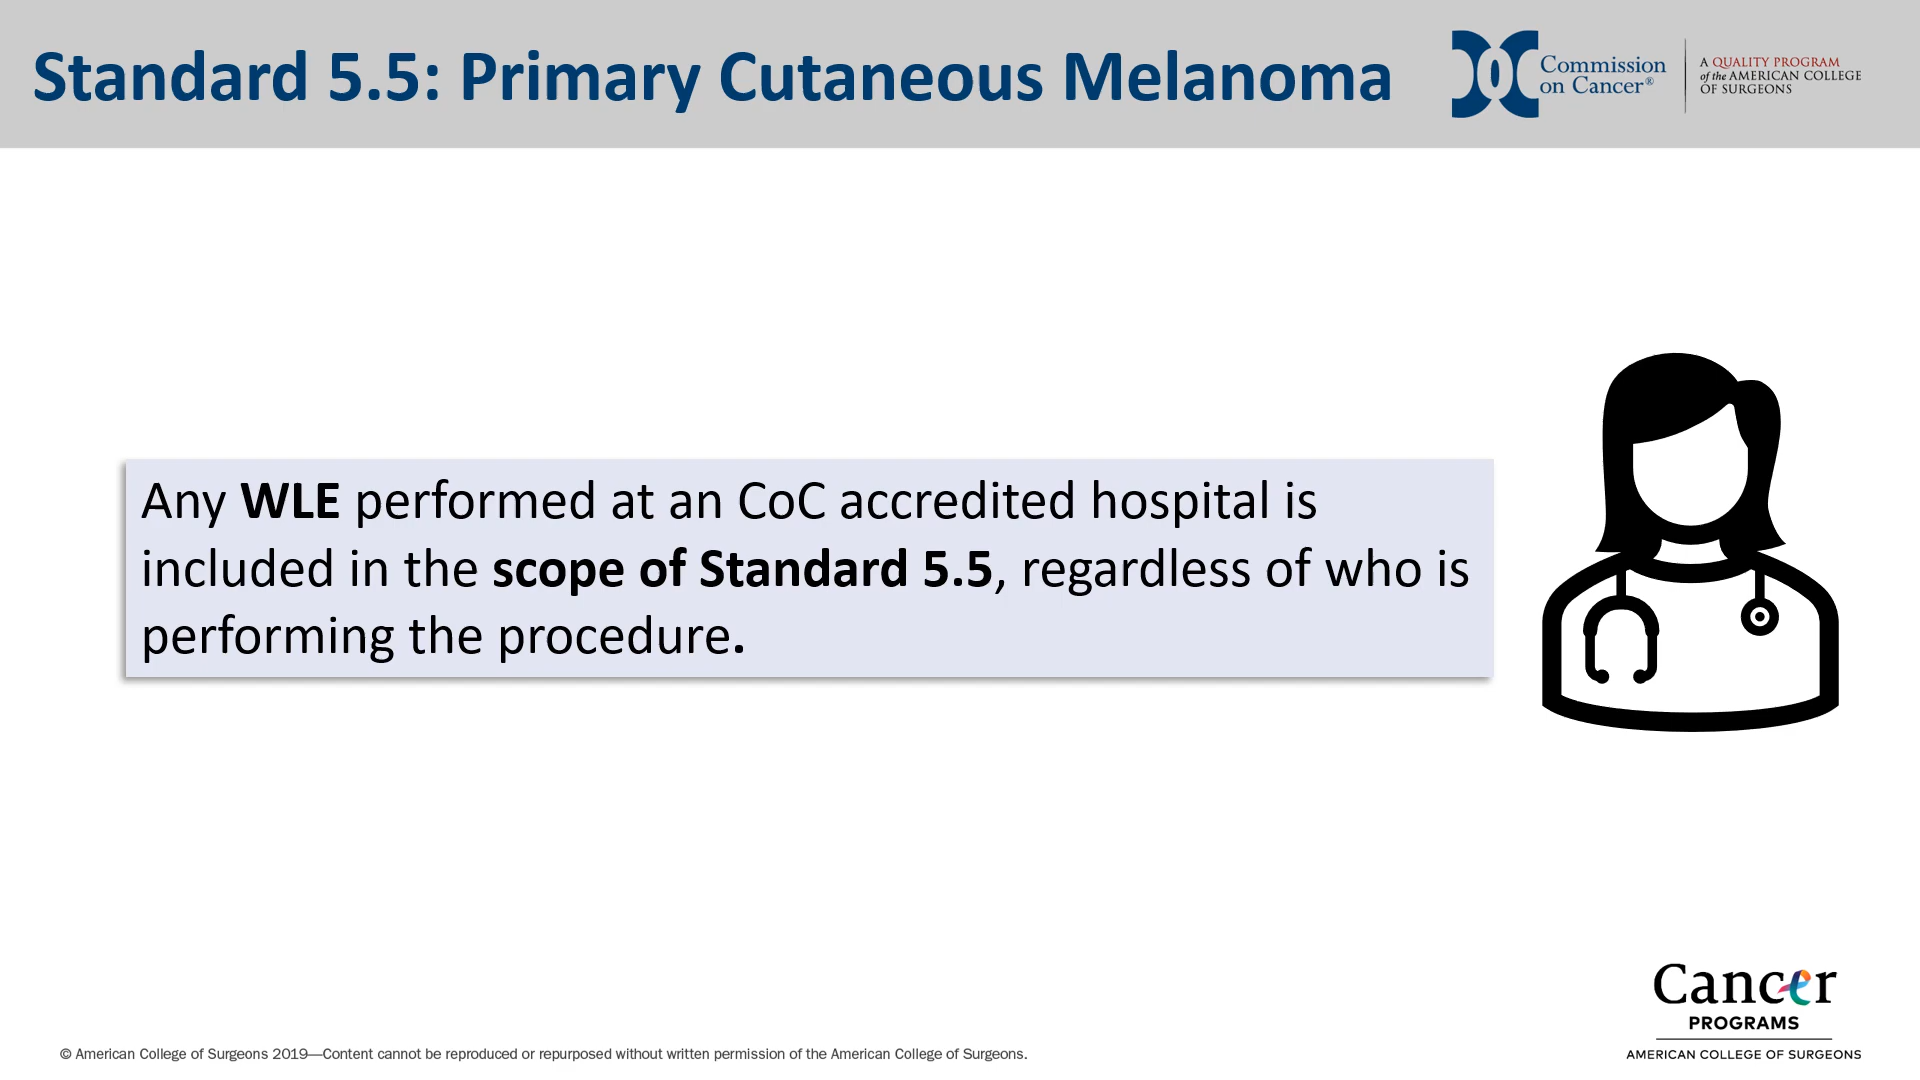 Standard 5.5: Primary Cutaneous Melanoma
Commission
on Cancer®
A QUALITY PROGRAM
of the AMERICAN COLLEGE
OF SURGEONS
Any WLE performed at an CoC accredited hospital is
included in the scope of Standard 5.5, regardless of who is
performing the procedure.
Cancer
PROGRAMS
AMERICAN COLLEGE OF SURGEONS
© American College of Surgeons 2019—Content cannot be reproduced or repurposed without written permission of the American College of Surgeons.